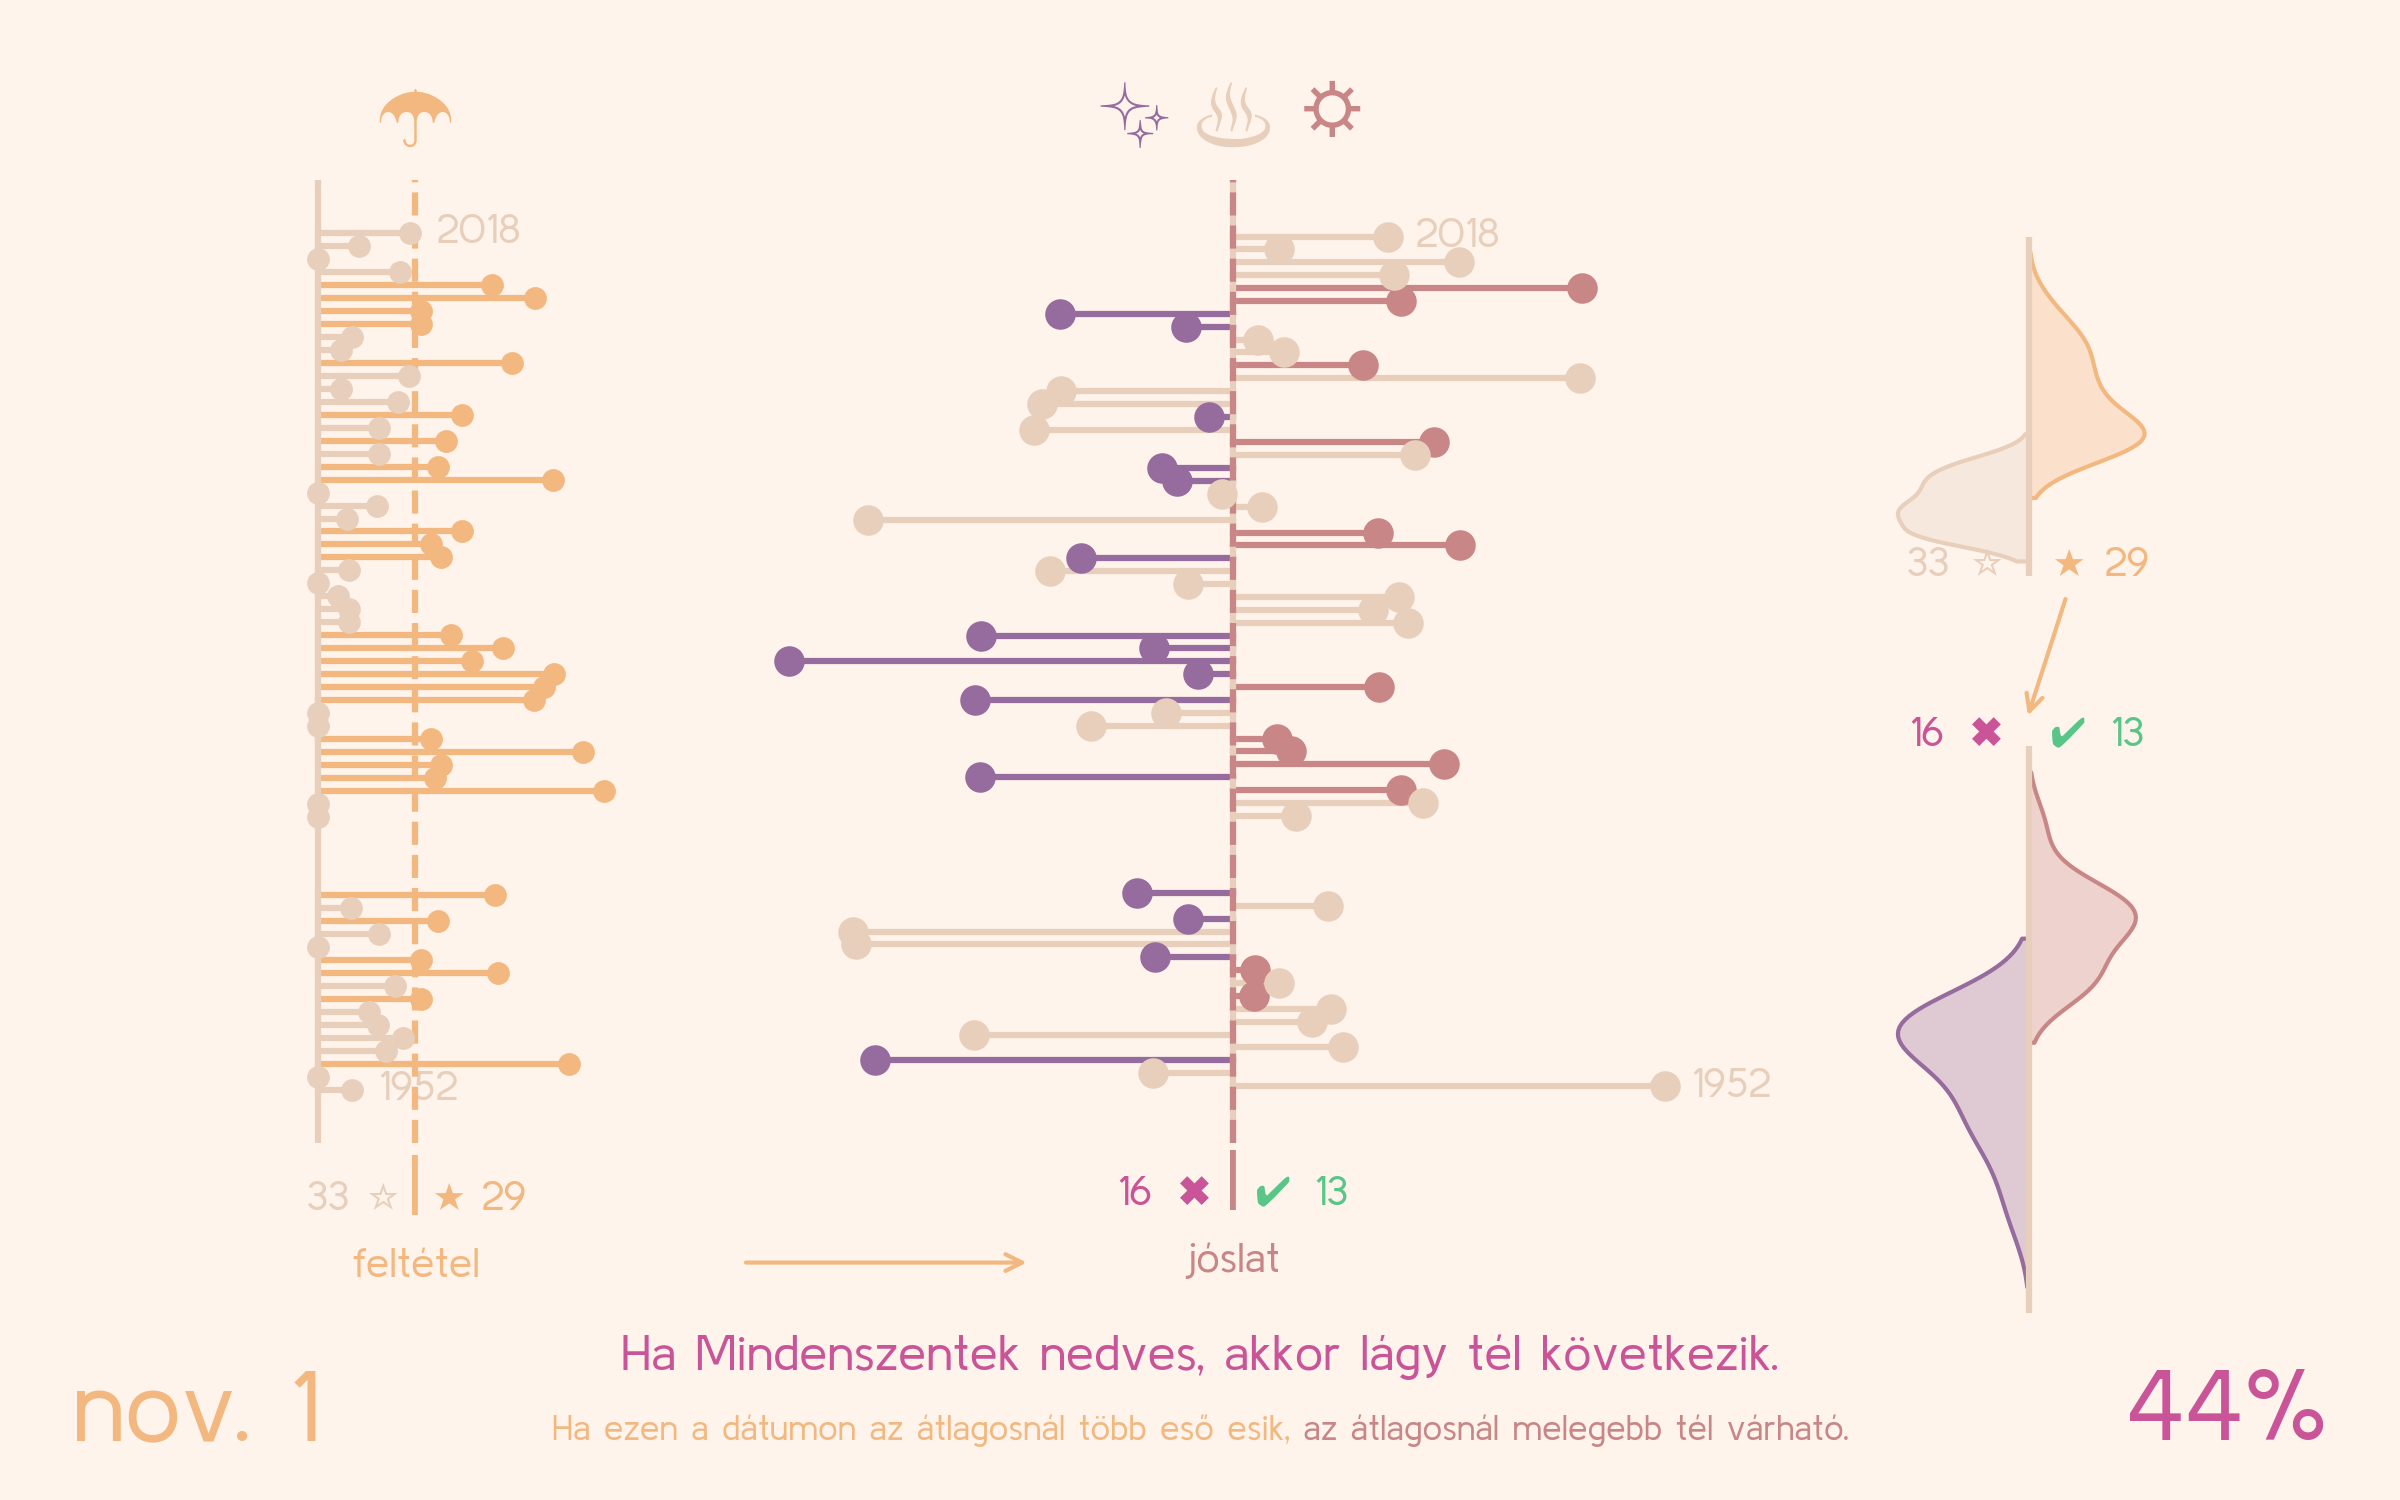 2018
2018
33 ☆ ★ 29
16 ✖ ✔ 13
1952
1952
33 ☆ ★ 29
16 ✖ ✔ 13
feltétel
jóslat
Ha Mindenszentek nedves, akkor lágy tél következik.
nov. 1
44%
Ha ezen a dátumon az átlagosnál több eső esik, az átlagosnál melegebb tél várható.